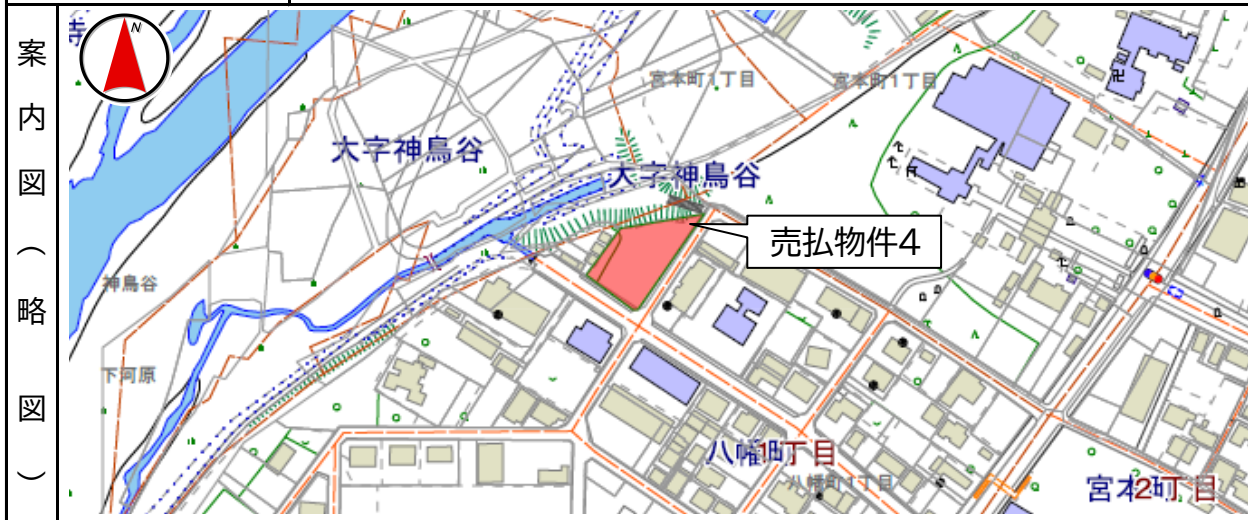 案内図（略図）
N
寺
宮本町1丁目
宮本町1丁目
大字神鳥谷
大字神鳥谷
売払物件4
神鳥谷
下河原
八幡町1丁目
八幡町1丁目
宮本町2丁目